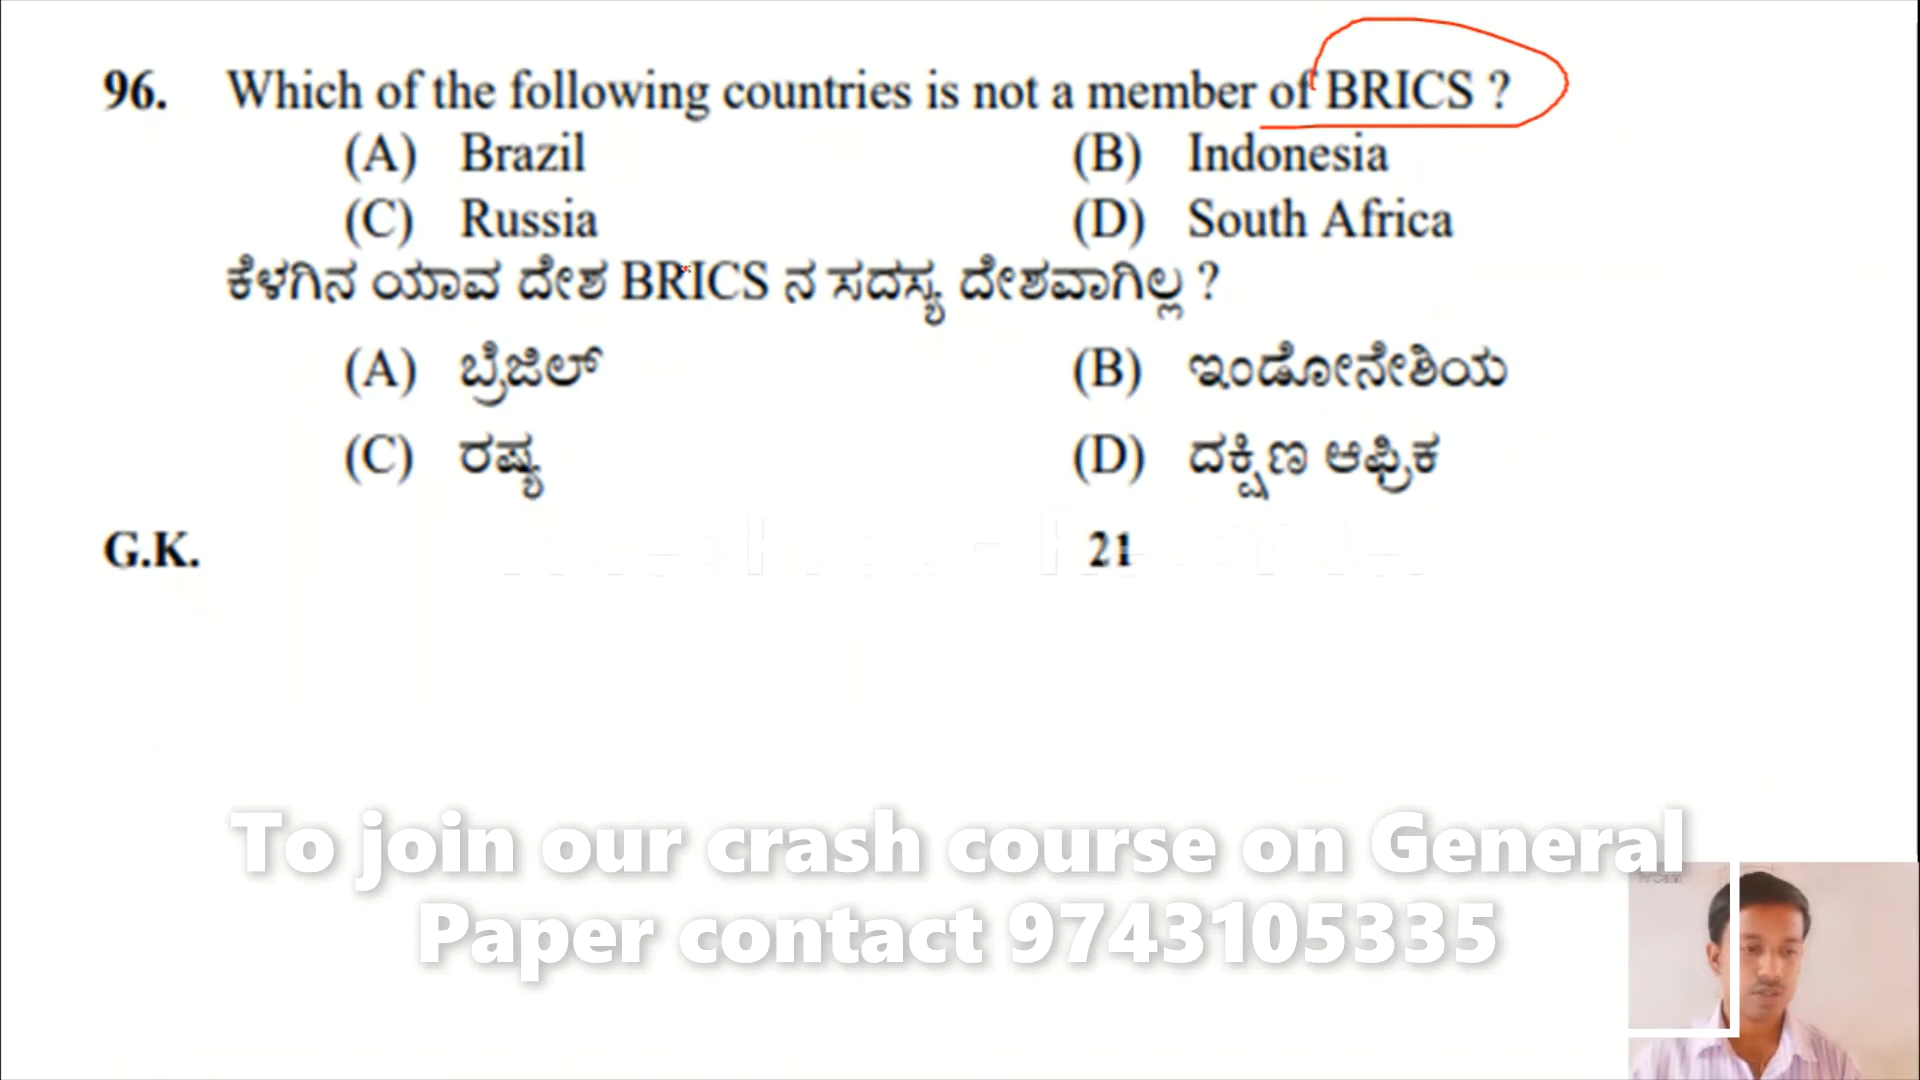 96. Which of the following countries is not a member of BRICS ?
(A) Brazil (B) Indonesia
(C) Russia (D) South Africa
ಕೆಳಗಿನ ಯಾವ ದೇಶ BRICS ನ ಸದಸ್ಯ ದೇಶವಾಗಿಲ್ಲ ?
(A) ಬ್ರೆಜಿಲ್ (B) ಇಂಡೋನೇಶಿಯ
(C) ರಷ್ಯ (D) ದಕ್ಷಿಣ ಆಫ್ರಿಕ
G.K. 21
To join our crash course on General
Paper contact 9743105335